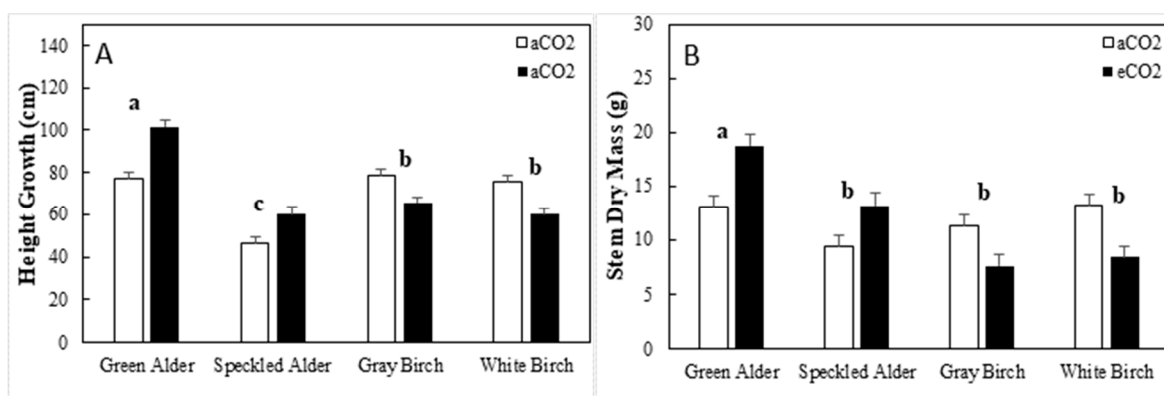 A
aCO2
aCO2
Height Growth (cm)
140
120
100
80
60
40
20
0
a
c
b
b
Green Alder Speckled Alder Gray Birch White Birch
B
aCO2
eCO2
Stem Dry Mass (g)
30
25
20
15
10
5
0
a
b
b
b
Green Alder Speckled Alder Gray Birch White Birch